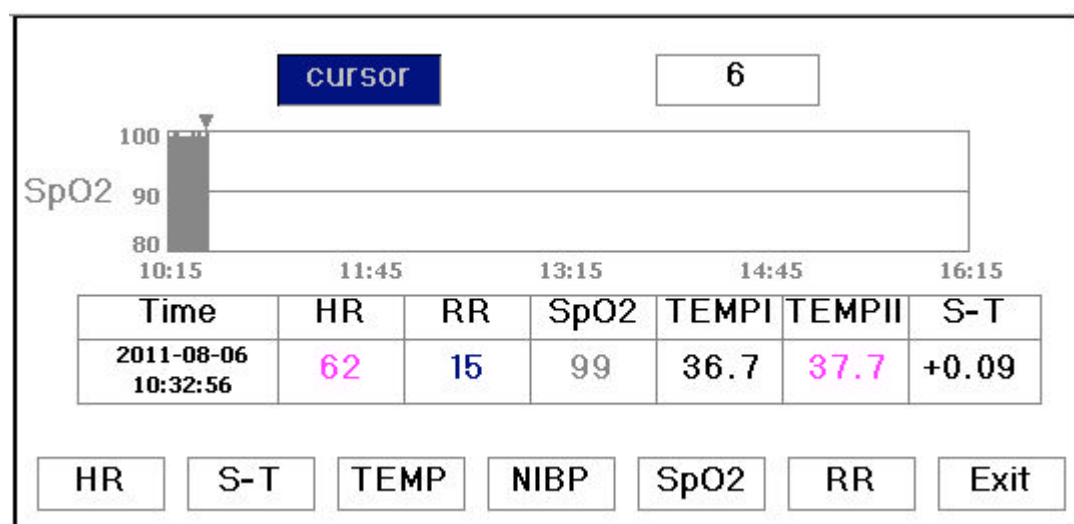 cursor 6
100
SpO2 90
80
10:15 11:45 13:15 14:45 16:15
Time HR RR SpO2 TEMPI TEMPII S-T
2011-08-06
10:32:56 62 15 99 36.7 37.7 +0.09
HR S-T TEMP NIBP SpO2 RR Exit